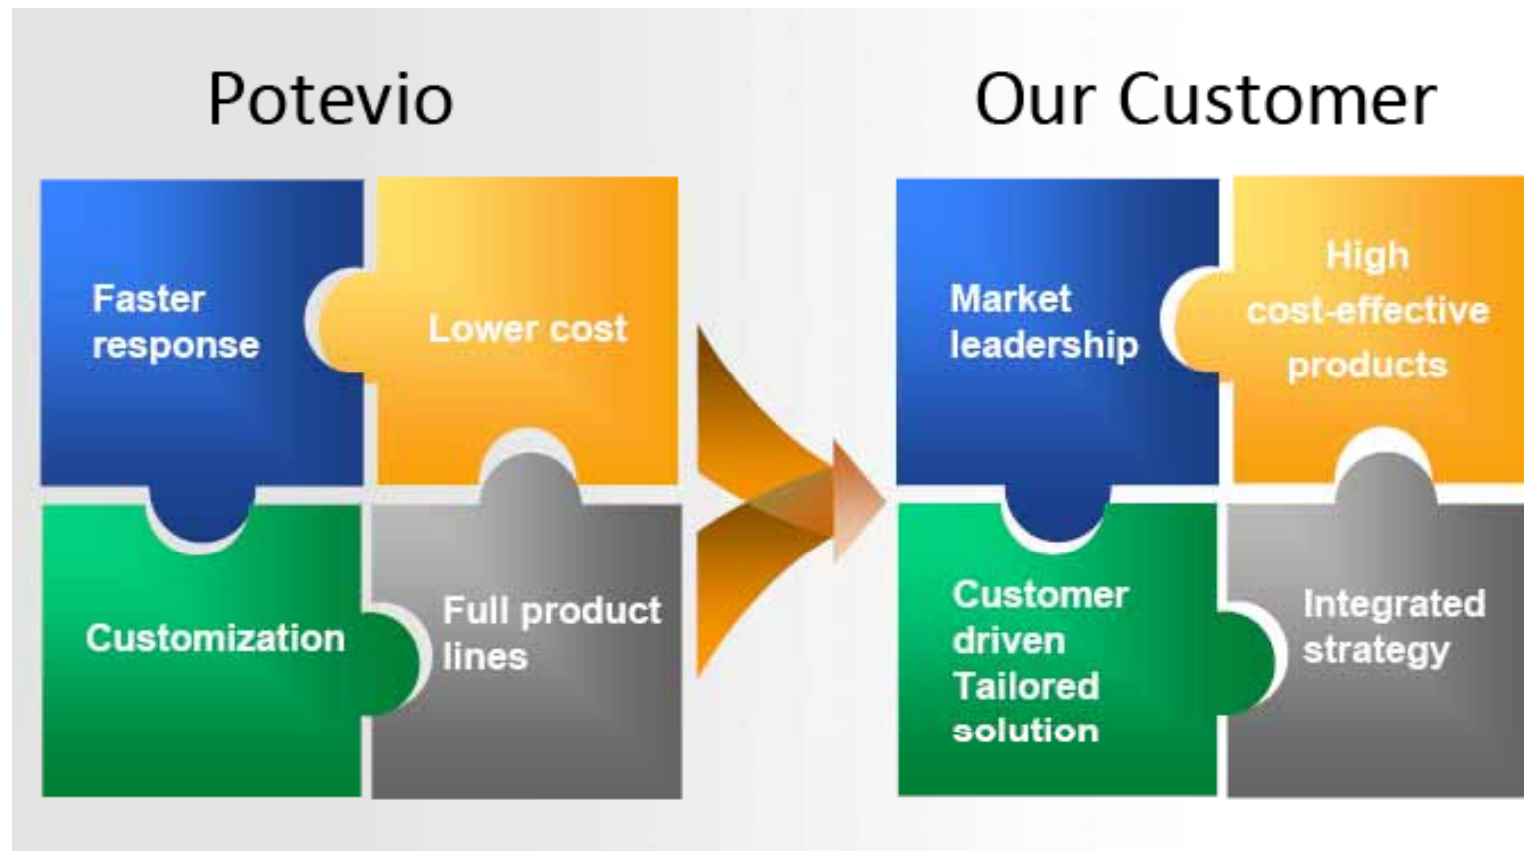 Potevio
Our Customer
Faster
response
Lower cost
Customization
Full product
lines
Market
leadership
High
cost-effective
products
Customer
driven
Tailored
solution
Integrated
strategy